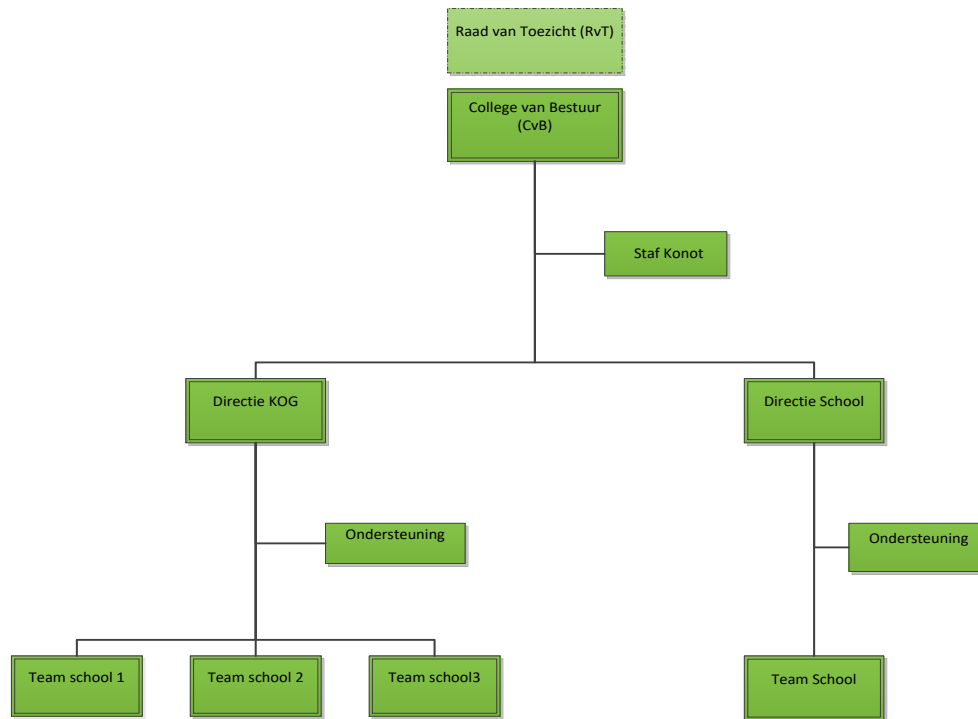 Raad van Toezicht (RvT)
College van Bestuur
(CvB)
Staf Konot
Directie KOG
Directie School
Ondersteuning
Ondersteuning
Team school 1
Team school 2
Team school3
Team School